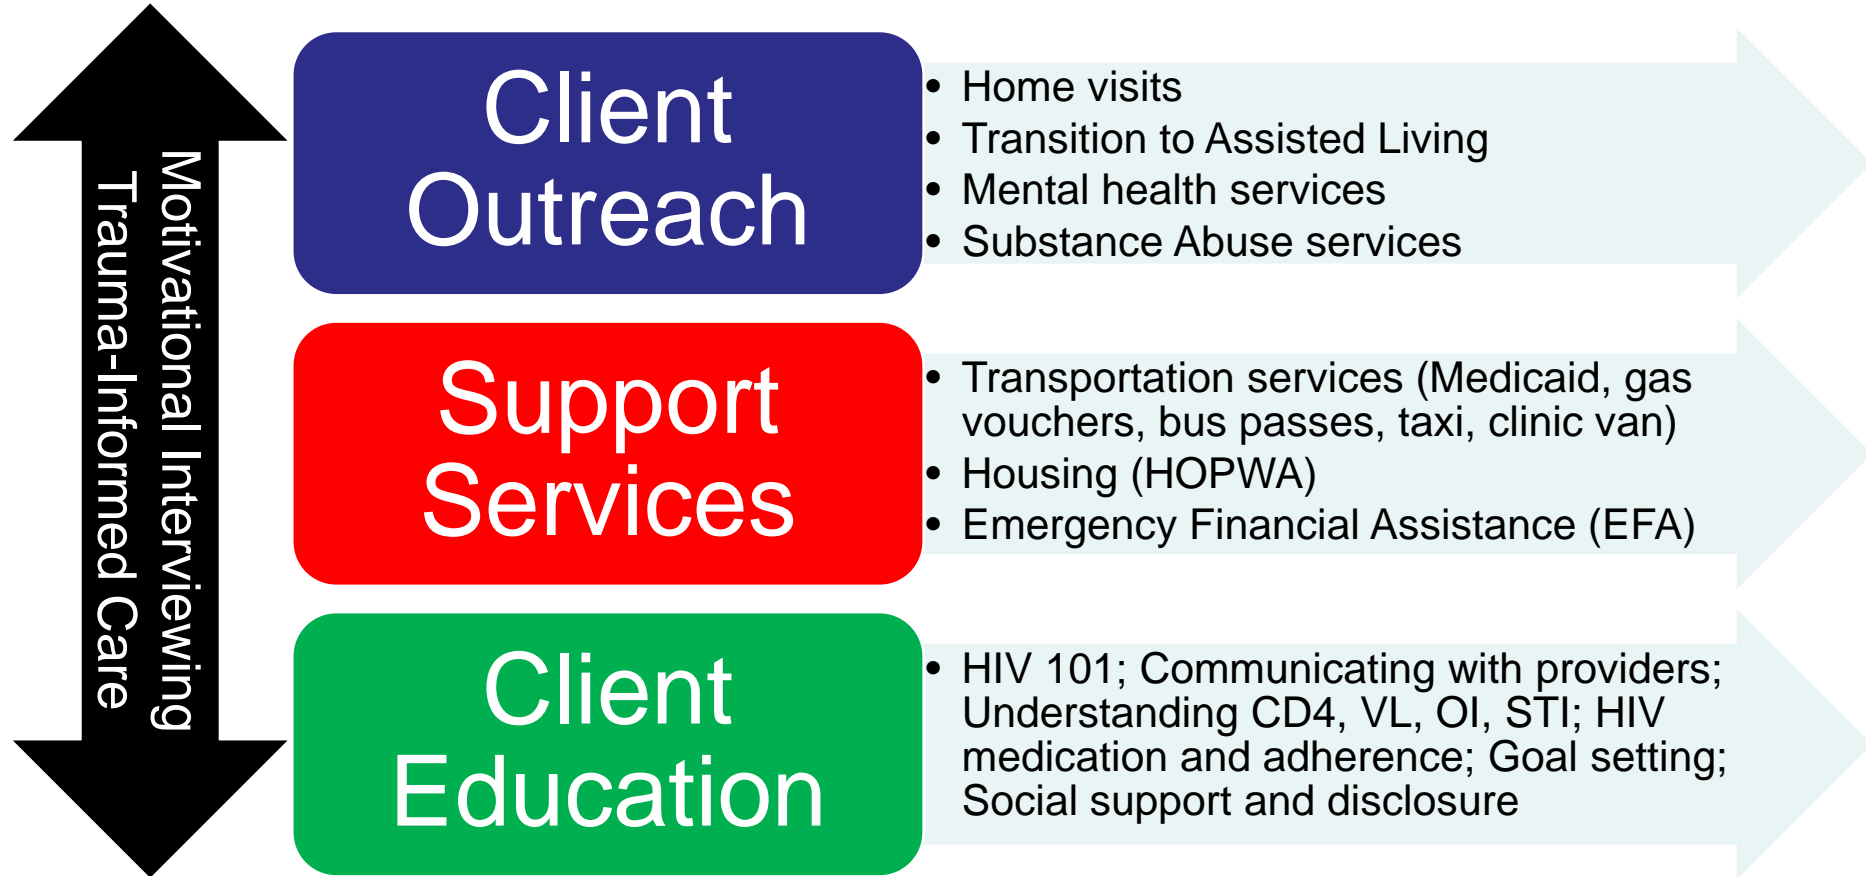 Motivational Interviewing
Trauma-Informed Care
Client
Outreach
• Home visits
• Transition to Assisted Living
• Mental health services
• Substance Abuse services
Support
Services
• Transportation services (Medicaid, gas
vouchers, bus passes, taxi, clinic van)
• Housing (HOPWA)
• Emergency Financial Assistance (EFA)
Client
Education
• HIV 101; Communicating with providers;
Understanding CD4, VL, OI, STI; HIV
medication and adherence; Goal setting;
Social support and disclosure